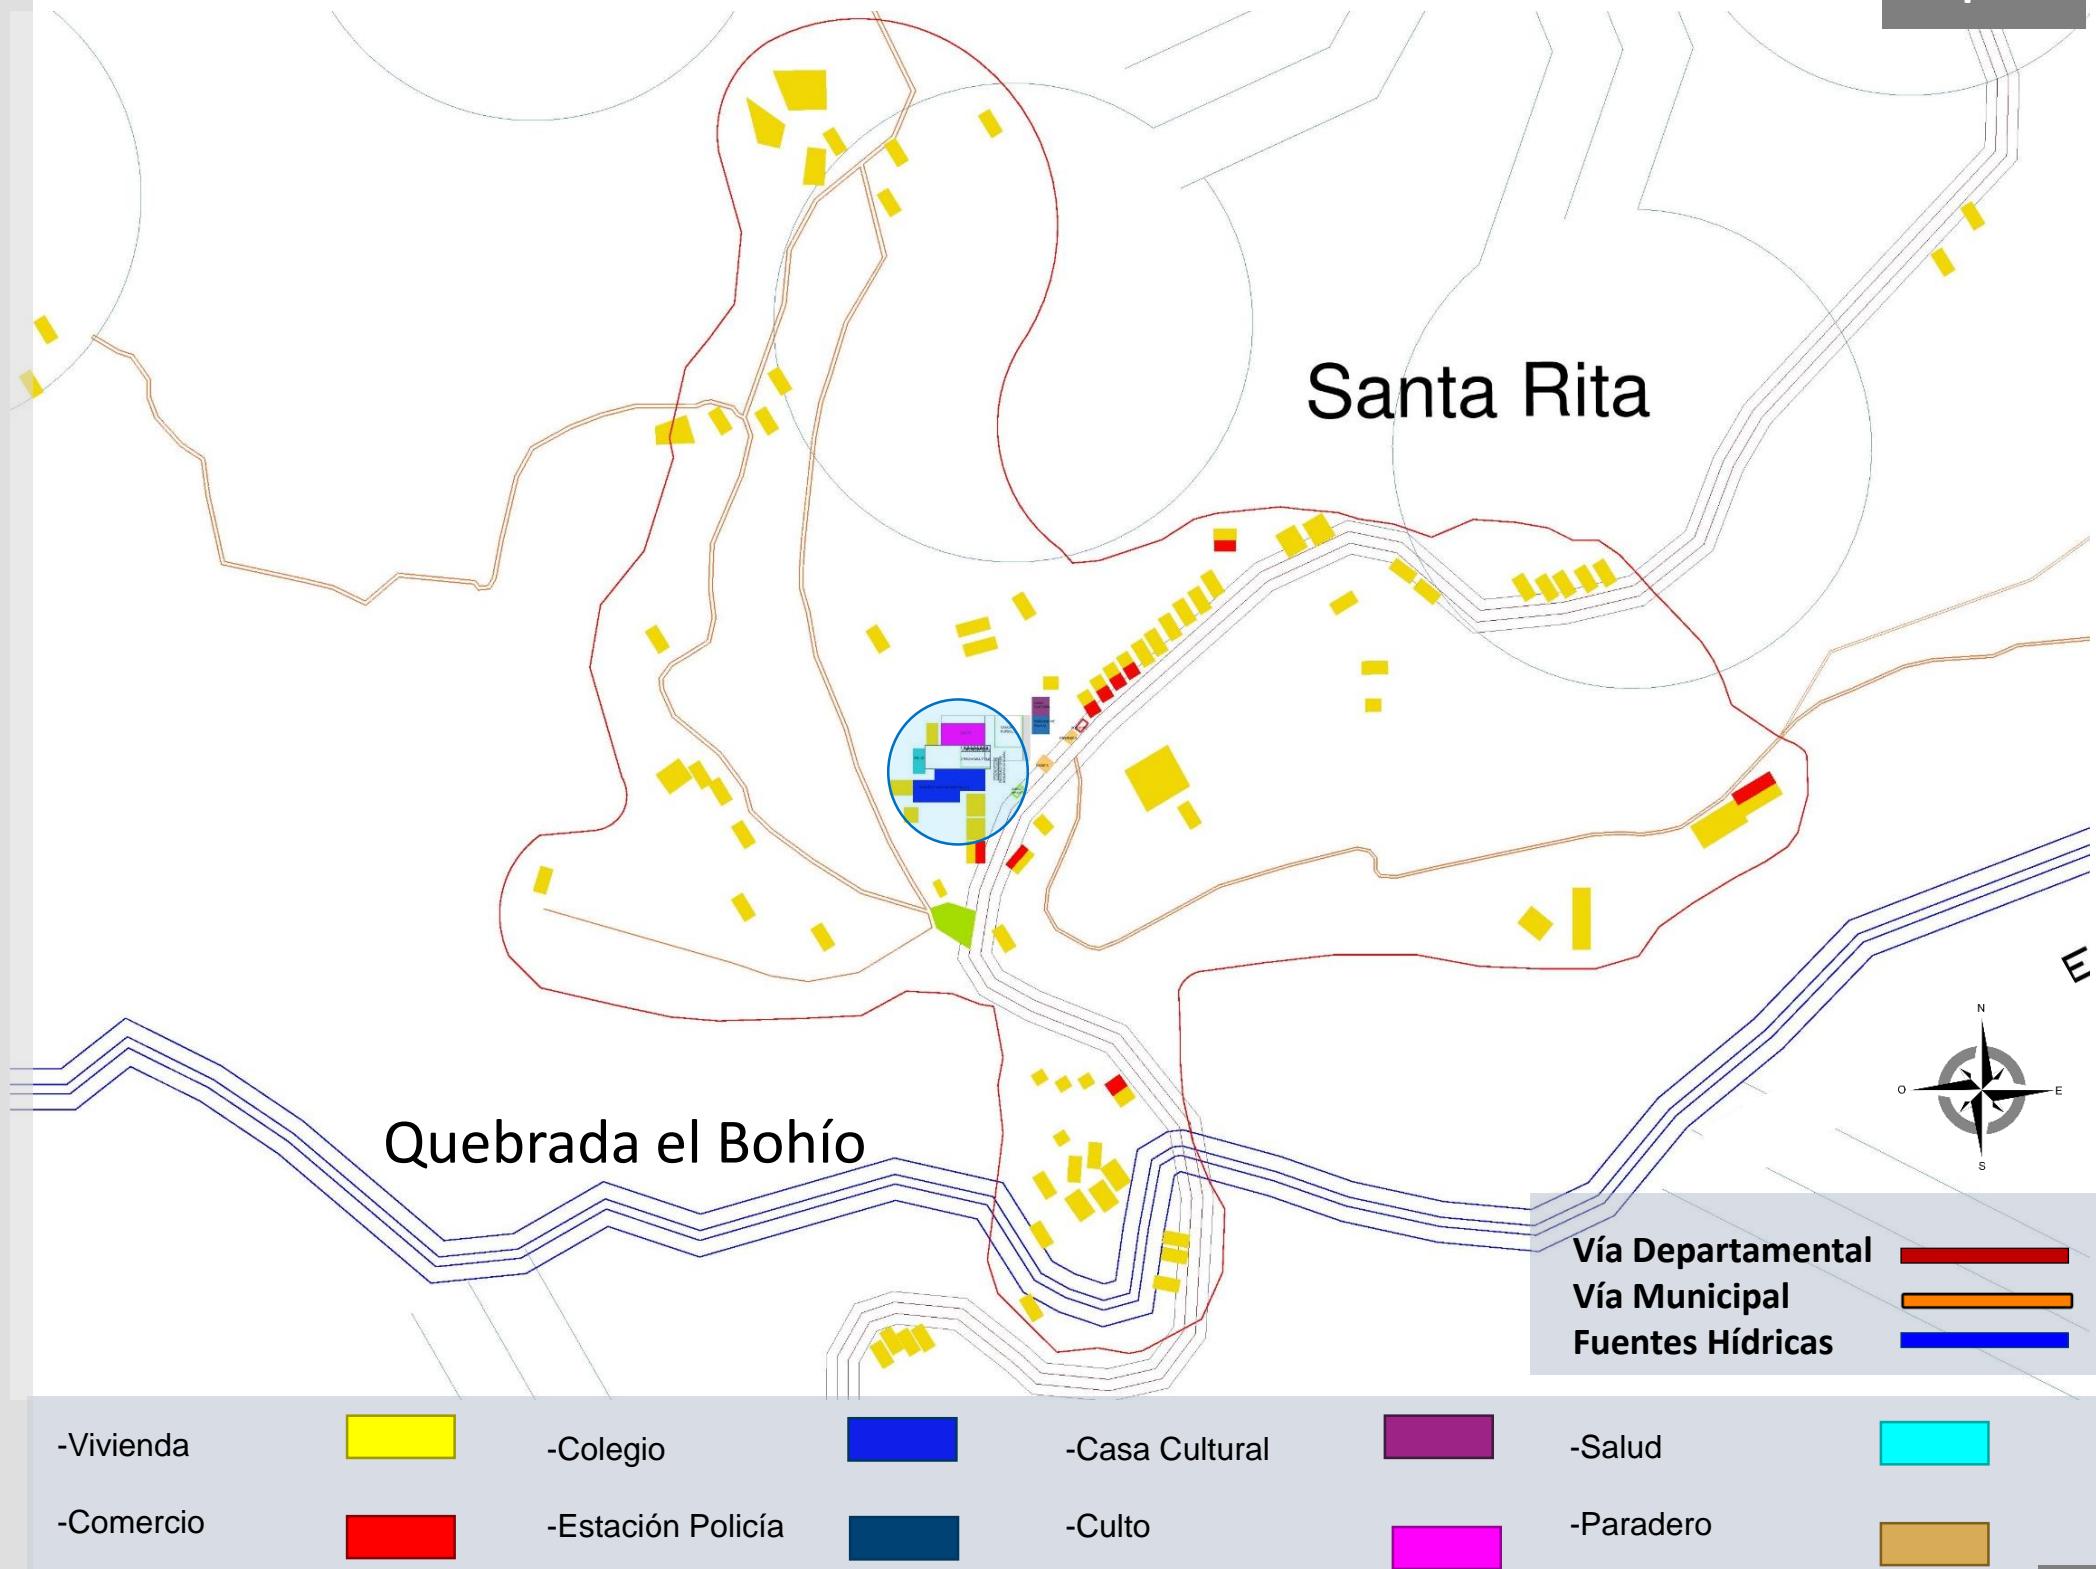 Santa Rita
E
N
O
E
S
Quebrada el Bohío
Vía Departamental
Vía Municipal
Fuentes Hídricas
-Vivienda
-Colegio
-Casa Cultural
-Salud
-Comercio
-Estación Policía
-Culto
-Paradero